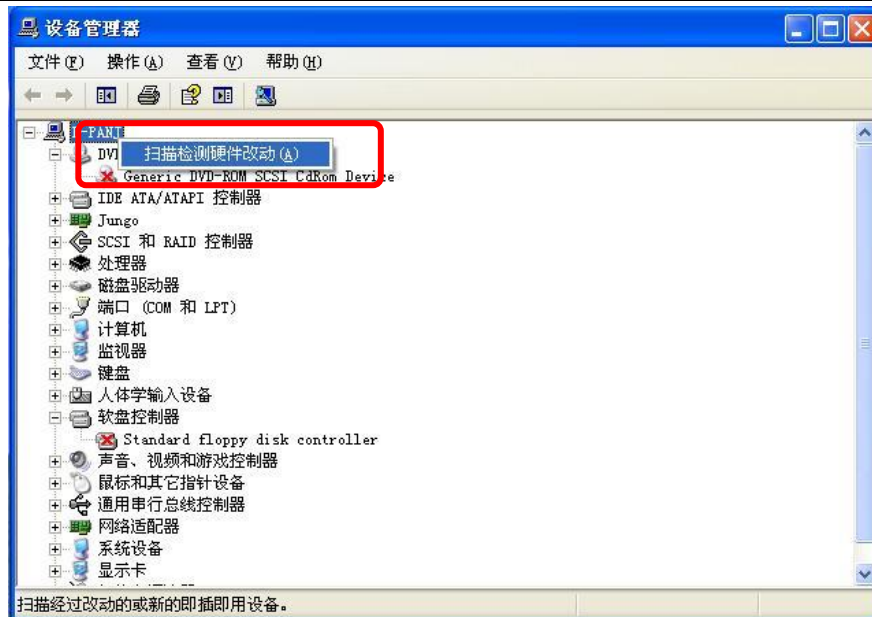 设备管理器
文件(F) 操作(A) 查看(V) 帮助(H)
扫描检测硬件改动(A)
Generic DVD-ROM SCSI CdRom Device
IDE ATA/ATAPI 控制器
Jungo
SCSI 和 RAID 控制器
处理器
磁盘驱动器
端口 (COM 和 LPT)
计算机
监视器
键盘
人体学输入设备
软盘控制器
Standard floppy disk controller
声音、视频和游戏控制器
鼠标和其它指针设备
通用串行总线控制器
网络适配器
系统设备
显示卡
扫描经过改动的或新的即插即用设备。